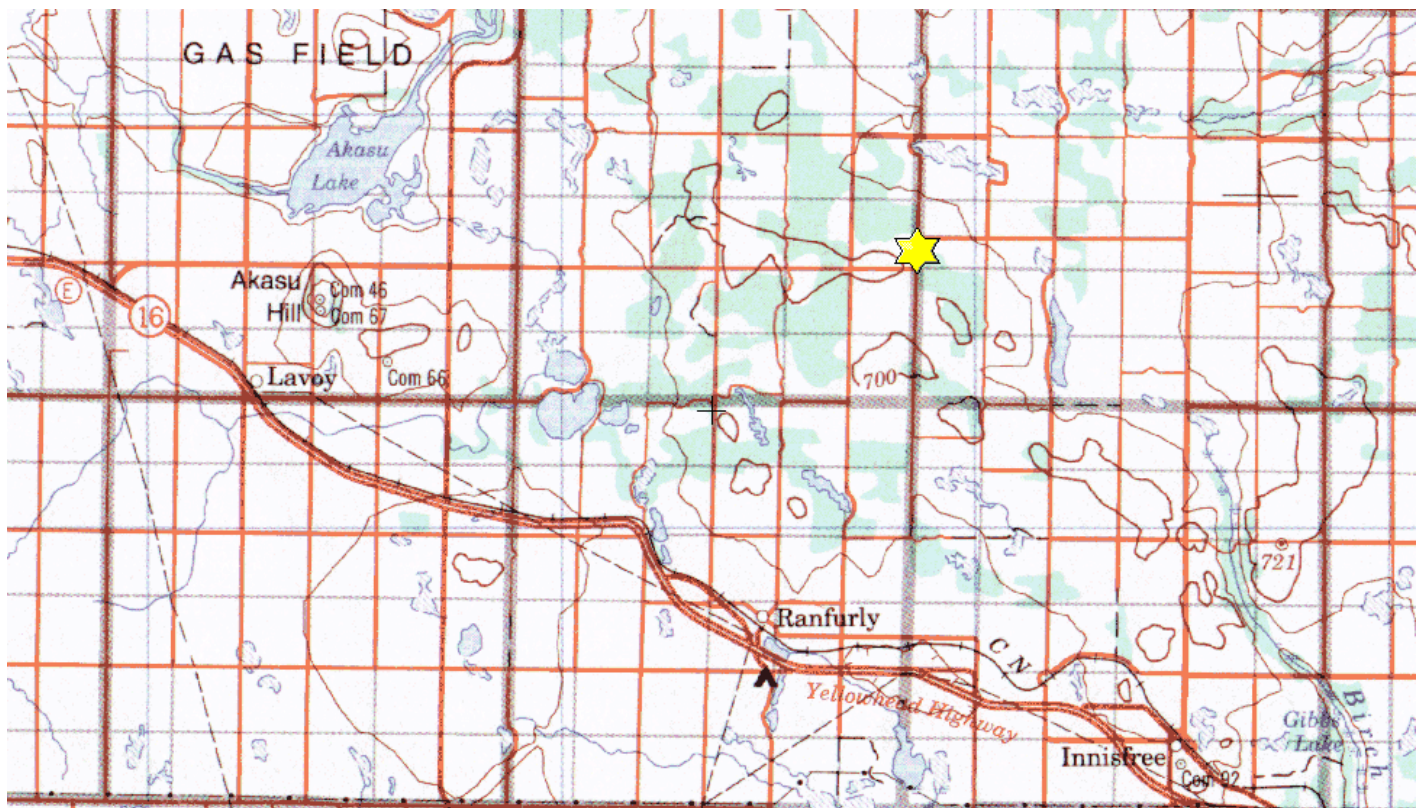 GAS FIELD
Akasu
Lake
Akasu
Hill
Com 46
Com 67
E
16
Lavoy
Com 66
700
721
Ranfurly
CN
Yellowhead Highway
Gibbe
Lake
Birch
Innisfree
Com 92